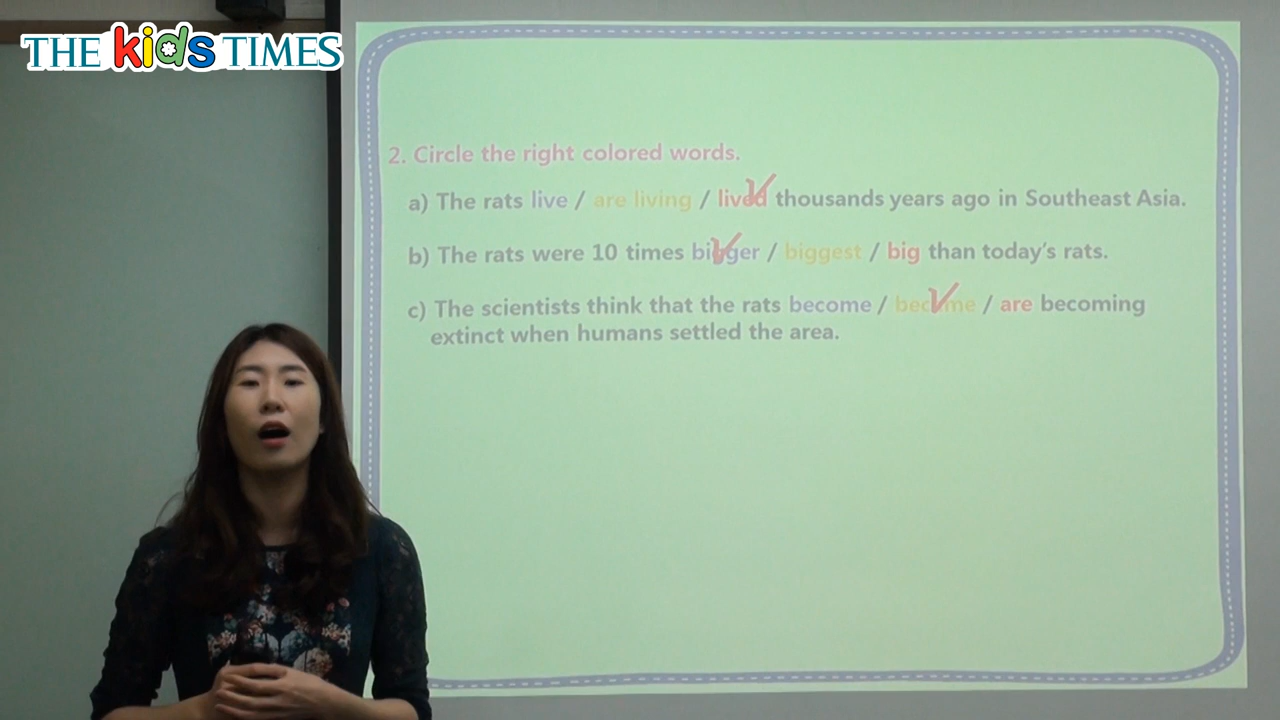 THE kids TIMES
2. Circle the right colored words.
a) The rats live / are living / lived thousands years ago in Southeast Asia.
b) The rats were 10 times bigger / biggest / big than today's rats.
c) The scientists think that the rats become / became / are becoming
extinct when humans settled the area.